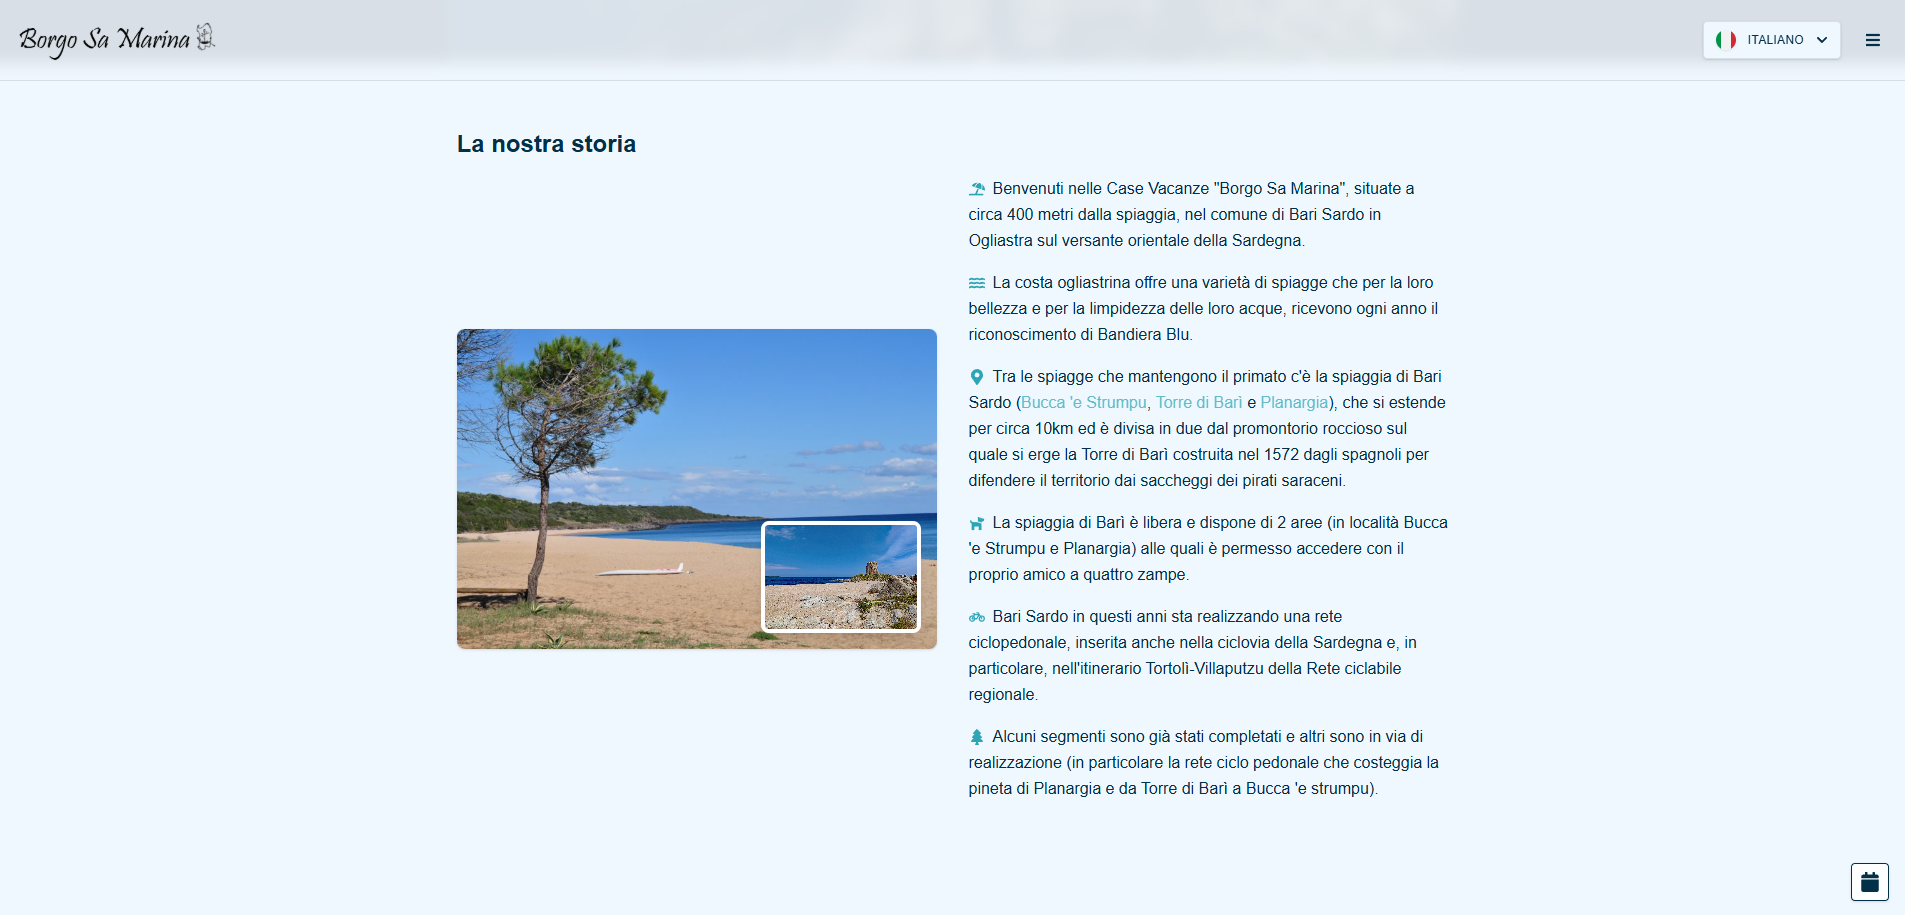 Borgo Sa Marina
ITALIANO
La nostra storia
Benvenuti nelle Case Vacanze "Borgo Sa Marina", situate a
circa 400 metri dalla spiaggia, nel comune di Bari Sardo in
Ogliastra sul versante orientale della Sardegna.
La costa ogliastrina offre una varietà di spiagge che per la loro
bellezza e per la limpidezza delle loro acque, ricevono ogni anno il
riconoscimento di Bandiera Blu.
Tra le spiagge che mantengono il primato c'è la spiaggia di Bari
Sardo (Bucca 'e Strumpu, Torre di Barì e Planargia), che si estende
per circa 10km ed è divisa in due dal promontorio roccioso sul
quale si erge la Torre di Barì costruita nel 1572 dagli spagnoli per
difendere il territorio dai saccheggi dei pirati saraceni.
La spiaggia di Barì è libera e dispone di 2 aree (in località Bucca
'e Strumpu e Planargia) alle quali è permesso accedere con il
proprio amico a quattro zampe.
Bari Sardo in questi anni sta realizzando una rete
ciclopedonale, inserita anche nella ciclovia della Sardegna e, in
particolare, nell'itinerario Tortolì-Villaputzu della Rete ciclabile
regionale.
Alcuni segmenti sono già stati completati e altri sono in via di
realizzazione (in particolare la rete ciclo pedonale che costeggia la
pineta di Planargia e da Torre di Barì a Bucca 'e strumpu).